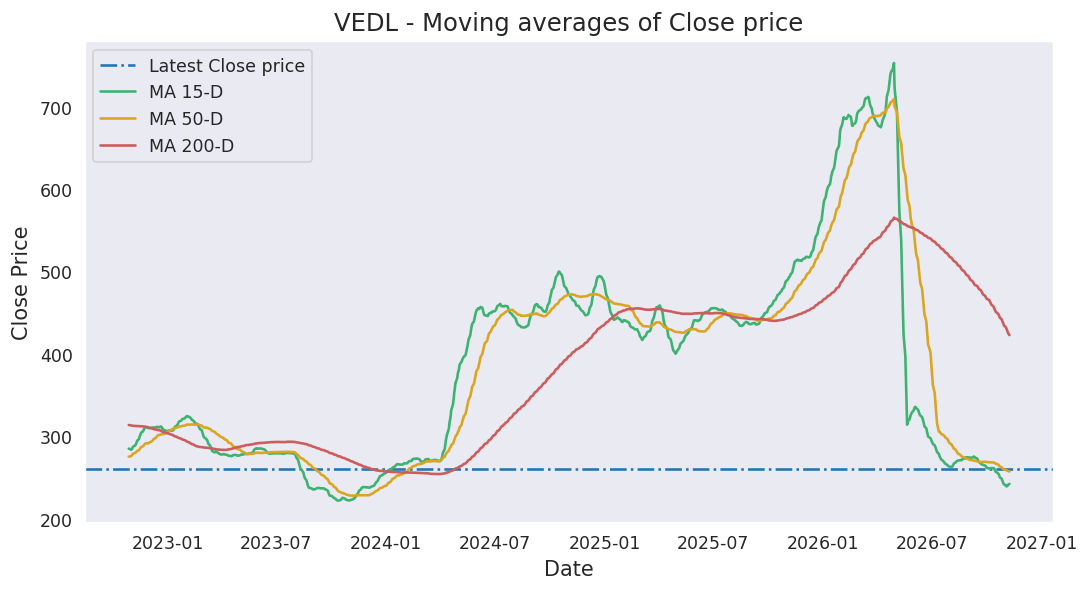 VEDL - Moving averages of Close price
Latest Close price
MA 15-D
MA 50-D
MA 200-D
Close Price
700
600
500
400
300
200
2023-01 2023-07 2024-01 2024-07 2025-01 2025-07 2026-01 2026-07 2027-01
Date